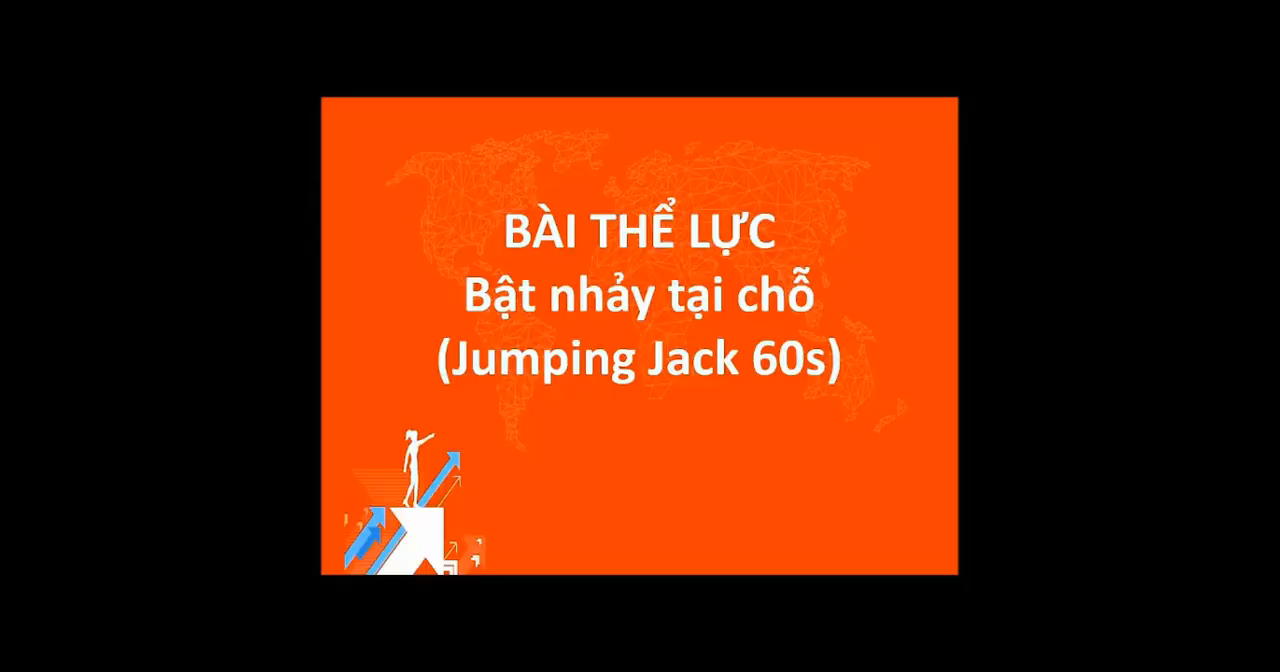 BÀI THỂ LỰC
Bật nhảy tại chỗ
(Jumping Jack 60s)